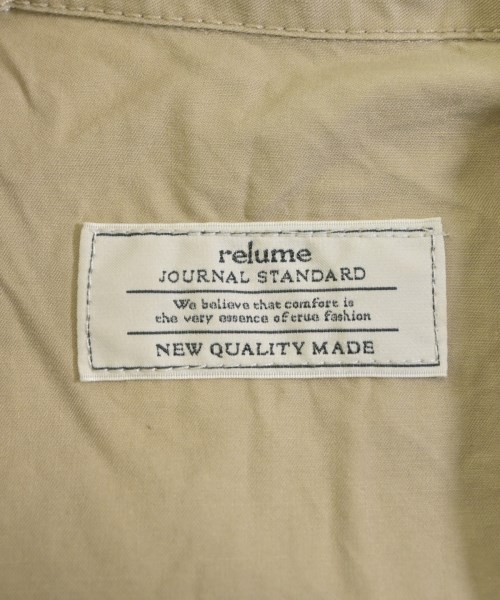 relume
JOURNAL STANDARD
We believe that comfort is
the very essence of true fashion
NEW QUALITY MADE